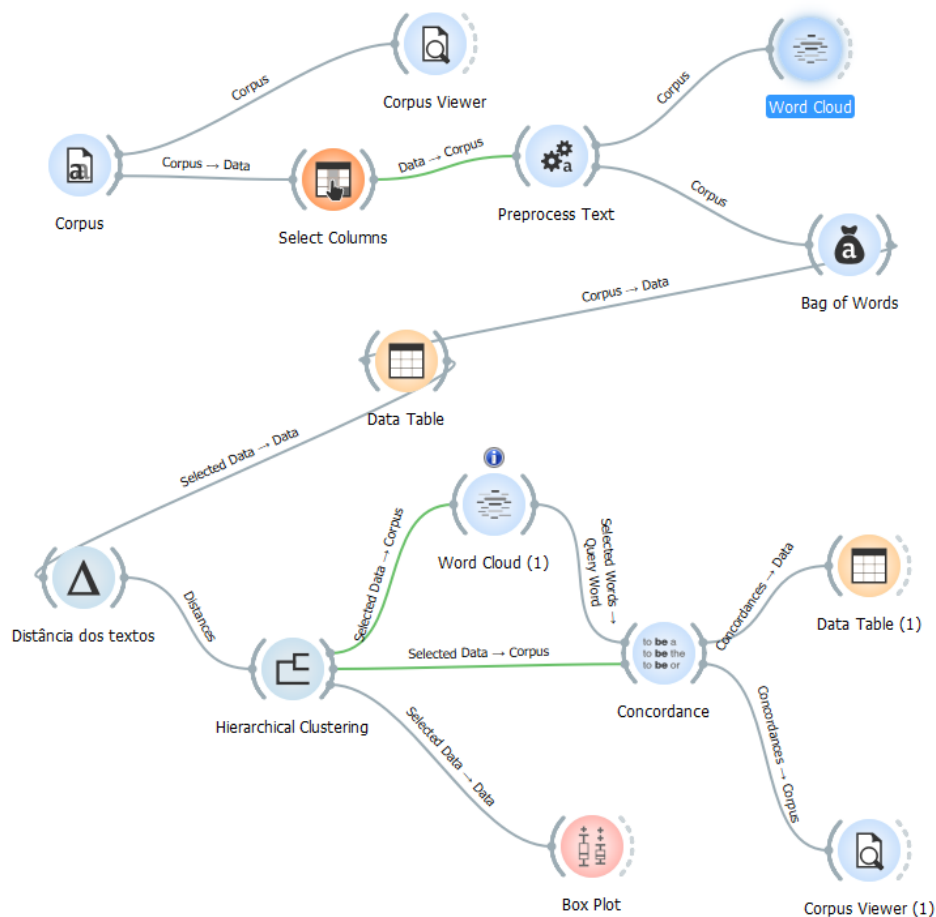 Corpus
Corpus Viewer
Corpus
Word Cloud
a
Corpus
Corpus → Data
Select Columns
Data → Corpus
a
Preprocess Text
Corpus
a
Bag of Words
Corpus → Data
Data Table
Selected Data → Data
i
Word Cloud (1)
Selected Data → Corpus
Selected Words →
Query Word
Δ
Distância dos textos
Distances
Hierarchical Clustering
Selected Data → Corpus
to be a
to be the
to be or
Concordance
Concordances → Data
Data Table (1)
Selected Data → Data
Box Plot
Concordances → Corpus
Corpus Viewer (1)